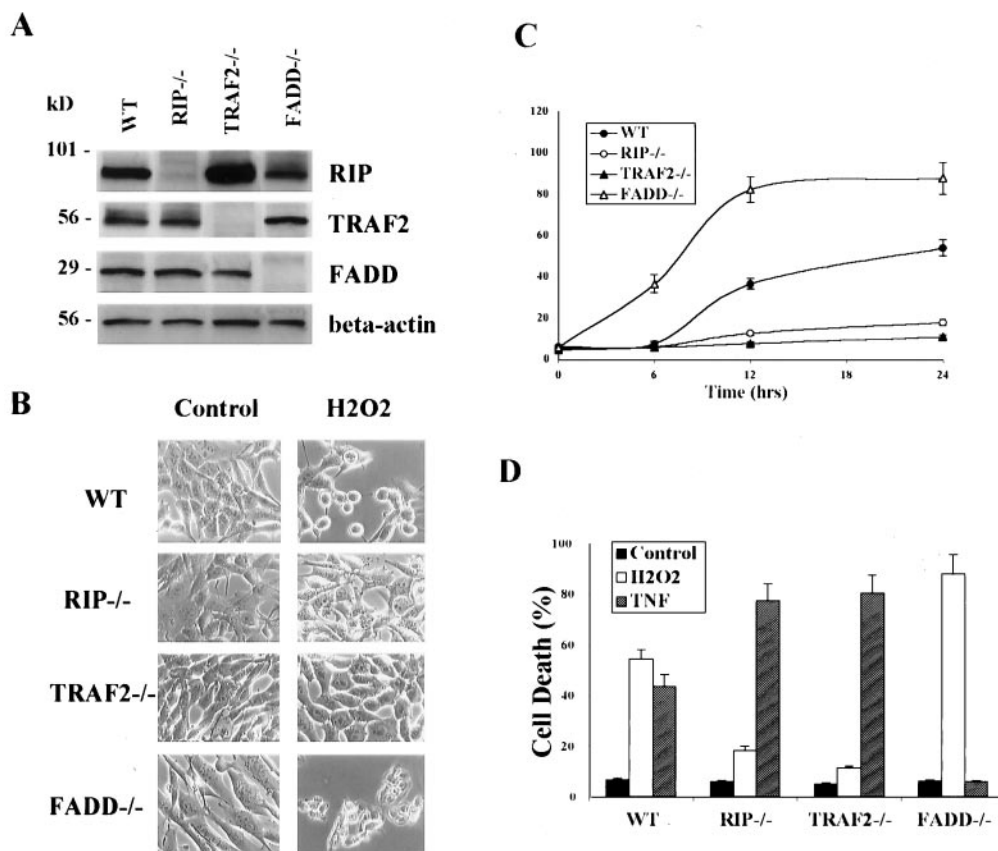 A
kD
WT
RIP-/-
TRAF2-/-
FADD-/-
101 -
RIP
56 -
TRAF2
29 -
FADD
56 -
beta-actin
B
Control
H2O2
WT
RIP-/-
TRAF2-/-
FADD-/-
C
120
100
80
60
40
20
0
WT
RIP-/-
TRAF2-/-
FADD-/-
0
6
12
18
24
Time (hrs)
D
Cell Death (%)
100
80
60
40
20
0
Control
H2O2
TNF
WT
RIP-/-
TRAF2-/-
FADD-/-